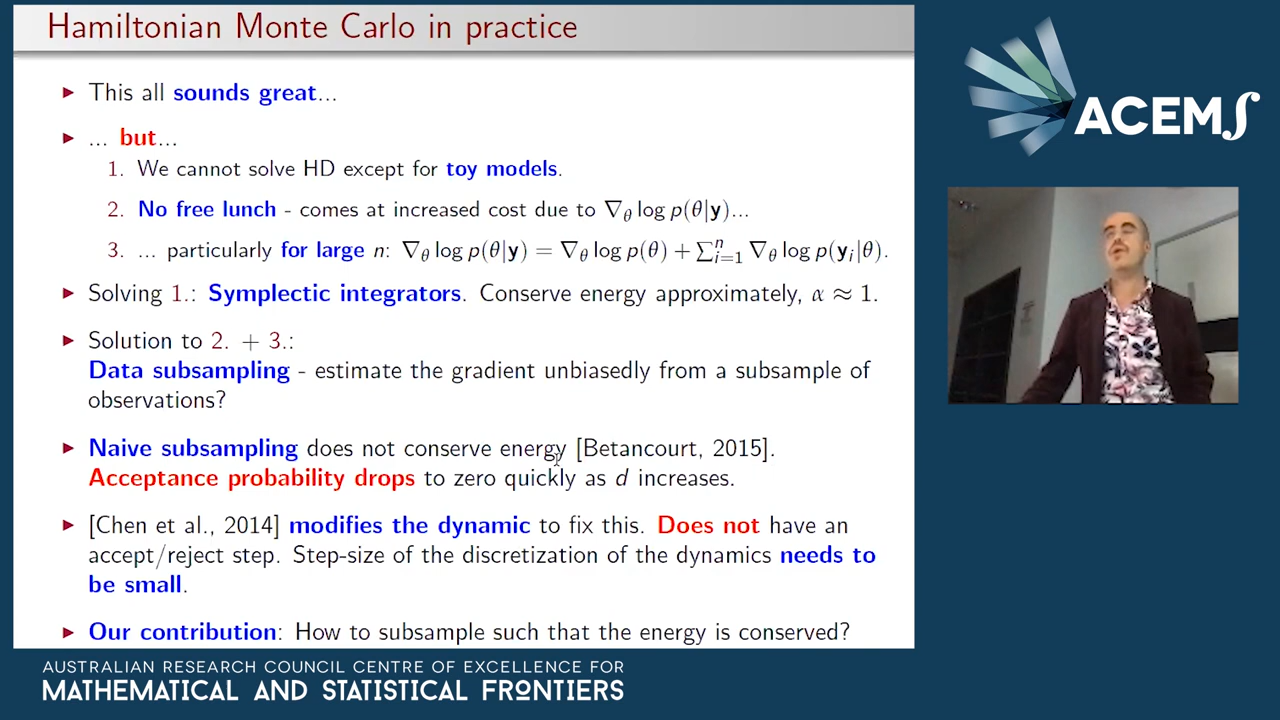 Hamiltonian Monte Carlo in practice
▶ This all sounds great...
▶ ... but...
1. We cannot solve HD except for toy models.
2. No free lunch - comes at increased cost due to ∇θ log p(θ|y)...
3. ... particularly for large n: ∇θ log p(θ|y) = ∇θ log p(θ) + ∑ⁿᵢ₌₁ ∇θ log p(yᵢ|θ).
▶ Solving 1.: Symplectic integrators. Conserve energy approximately, α ≈ 1.
▶ Solution to 2. + 3.:
Data subsampling - estimate the gradient unbiasedly from a subsample of
observations?
▶ Naive subsampling does not conserve energy [Betancourt, 2015].
Acceptance probability drops to zero quickly as d increases.
▶ [Chen et al., 2014] modifies the dynamic to fix this. Does not have an
accept/reject step. Step-size of the discretization of the dynamics needs to
be small.
▶ Our contribution: How to subsample such that the energy is conserved?
ACEMS
AUSTRALIAN RESEARCH COUNCIL CENTRE OF EXCELLENCE FOR
MATHEMATICAL AND STATISTICAL FRONTIERS